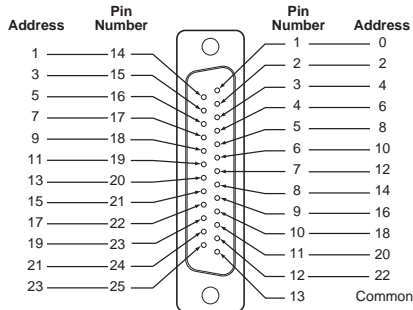 Address Pin Number Pin Number Address
1 14 1 0
3 15 2 2
5 16 3 4
7 17 4 6
9 18 5 8
11 19 6 10
13 20 7 12
15 21 8 14
17 22 9 16
19 23 10 18
21 24 11 20
23 25 12 22
13 Common